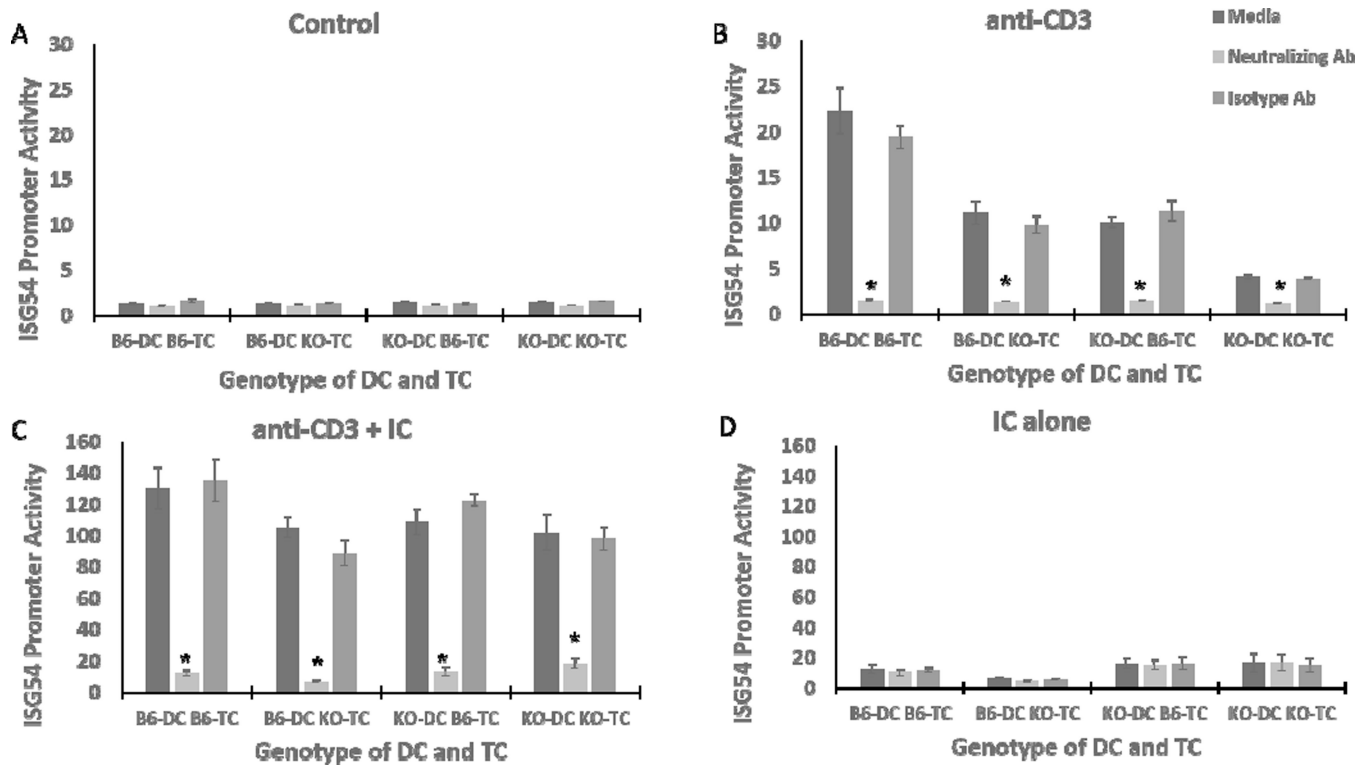 A
Control
30
25
20
15
10
5
0
ISG54 Promoter Activity
B6-DC B6-TC
B6-DC KO-TC
KO-DC B6-TC
KO-DC KO-TC
Genotype of DC and TC
B
anti-CD3
Media
Neutralizing Ab
Isotype Ab
30
25
20
15
10
5
0
ISG54 Promoter Activity
*
*
*
*
B6-DC B6-TC
B6-DC KO-TC
KO-DC B6-TC
KO-DC KO-TC
Genotype of DC and TC
C
anti-CD3 + IC
160
140
120
100
80
60
40
20
0
ISG54 Promoter Activity
*
*
*
*
B6-DC B6-TC
B6-DC KO-TC
KO-DC B6-TC
KO-DC KO-TC
Genotype of DC and TC
D
IC alone
160
140
120
100
80
60
40
20
0
ISG54 Promoter Activity
B6-DC B6-TC
B6-DC KO-TC
KO-DC B6-TC
KO-DC KO-TC
Genotype of DC and TC